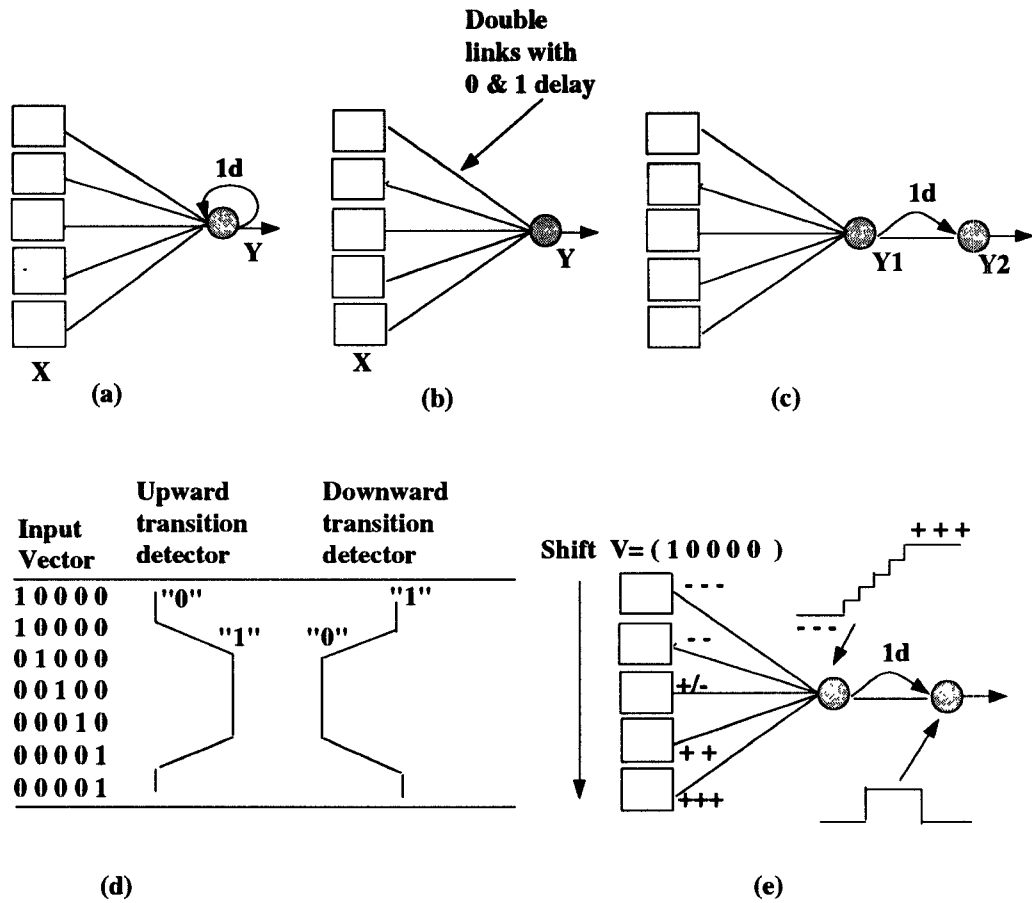 Double
links with
0 & 1 delay
1d
Y
X
(a)
Y
X
(b)
1d
Y1
Y2
(c)
Input
Vector
Upward
transition
detector
Downward
transition
detector
1 0 0 0 0
"0"
"1"
1 0 0 0 0
"1"
"0"
0 1 0 0 0
0 0 1 0 0
0 0 0 1 0
0 0 0 0 1
0 0 0 0 1
(d)
Shift V= ( 1 0 0 0 0 )
- - -
- -
+/-
+ +
+++
+ + +
- - - -
1d
(e)